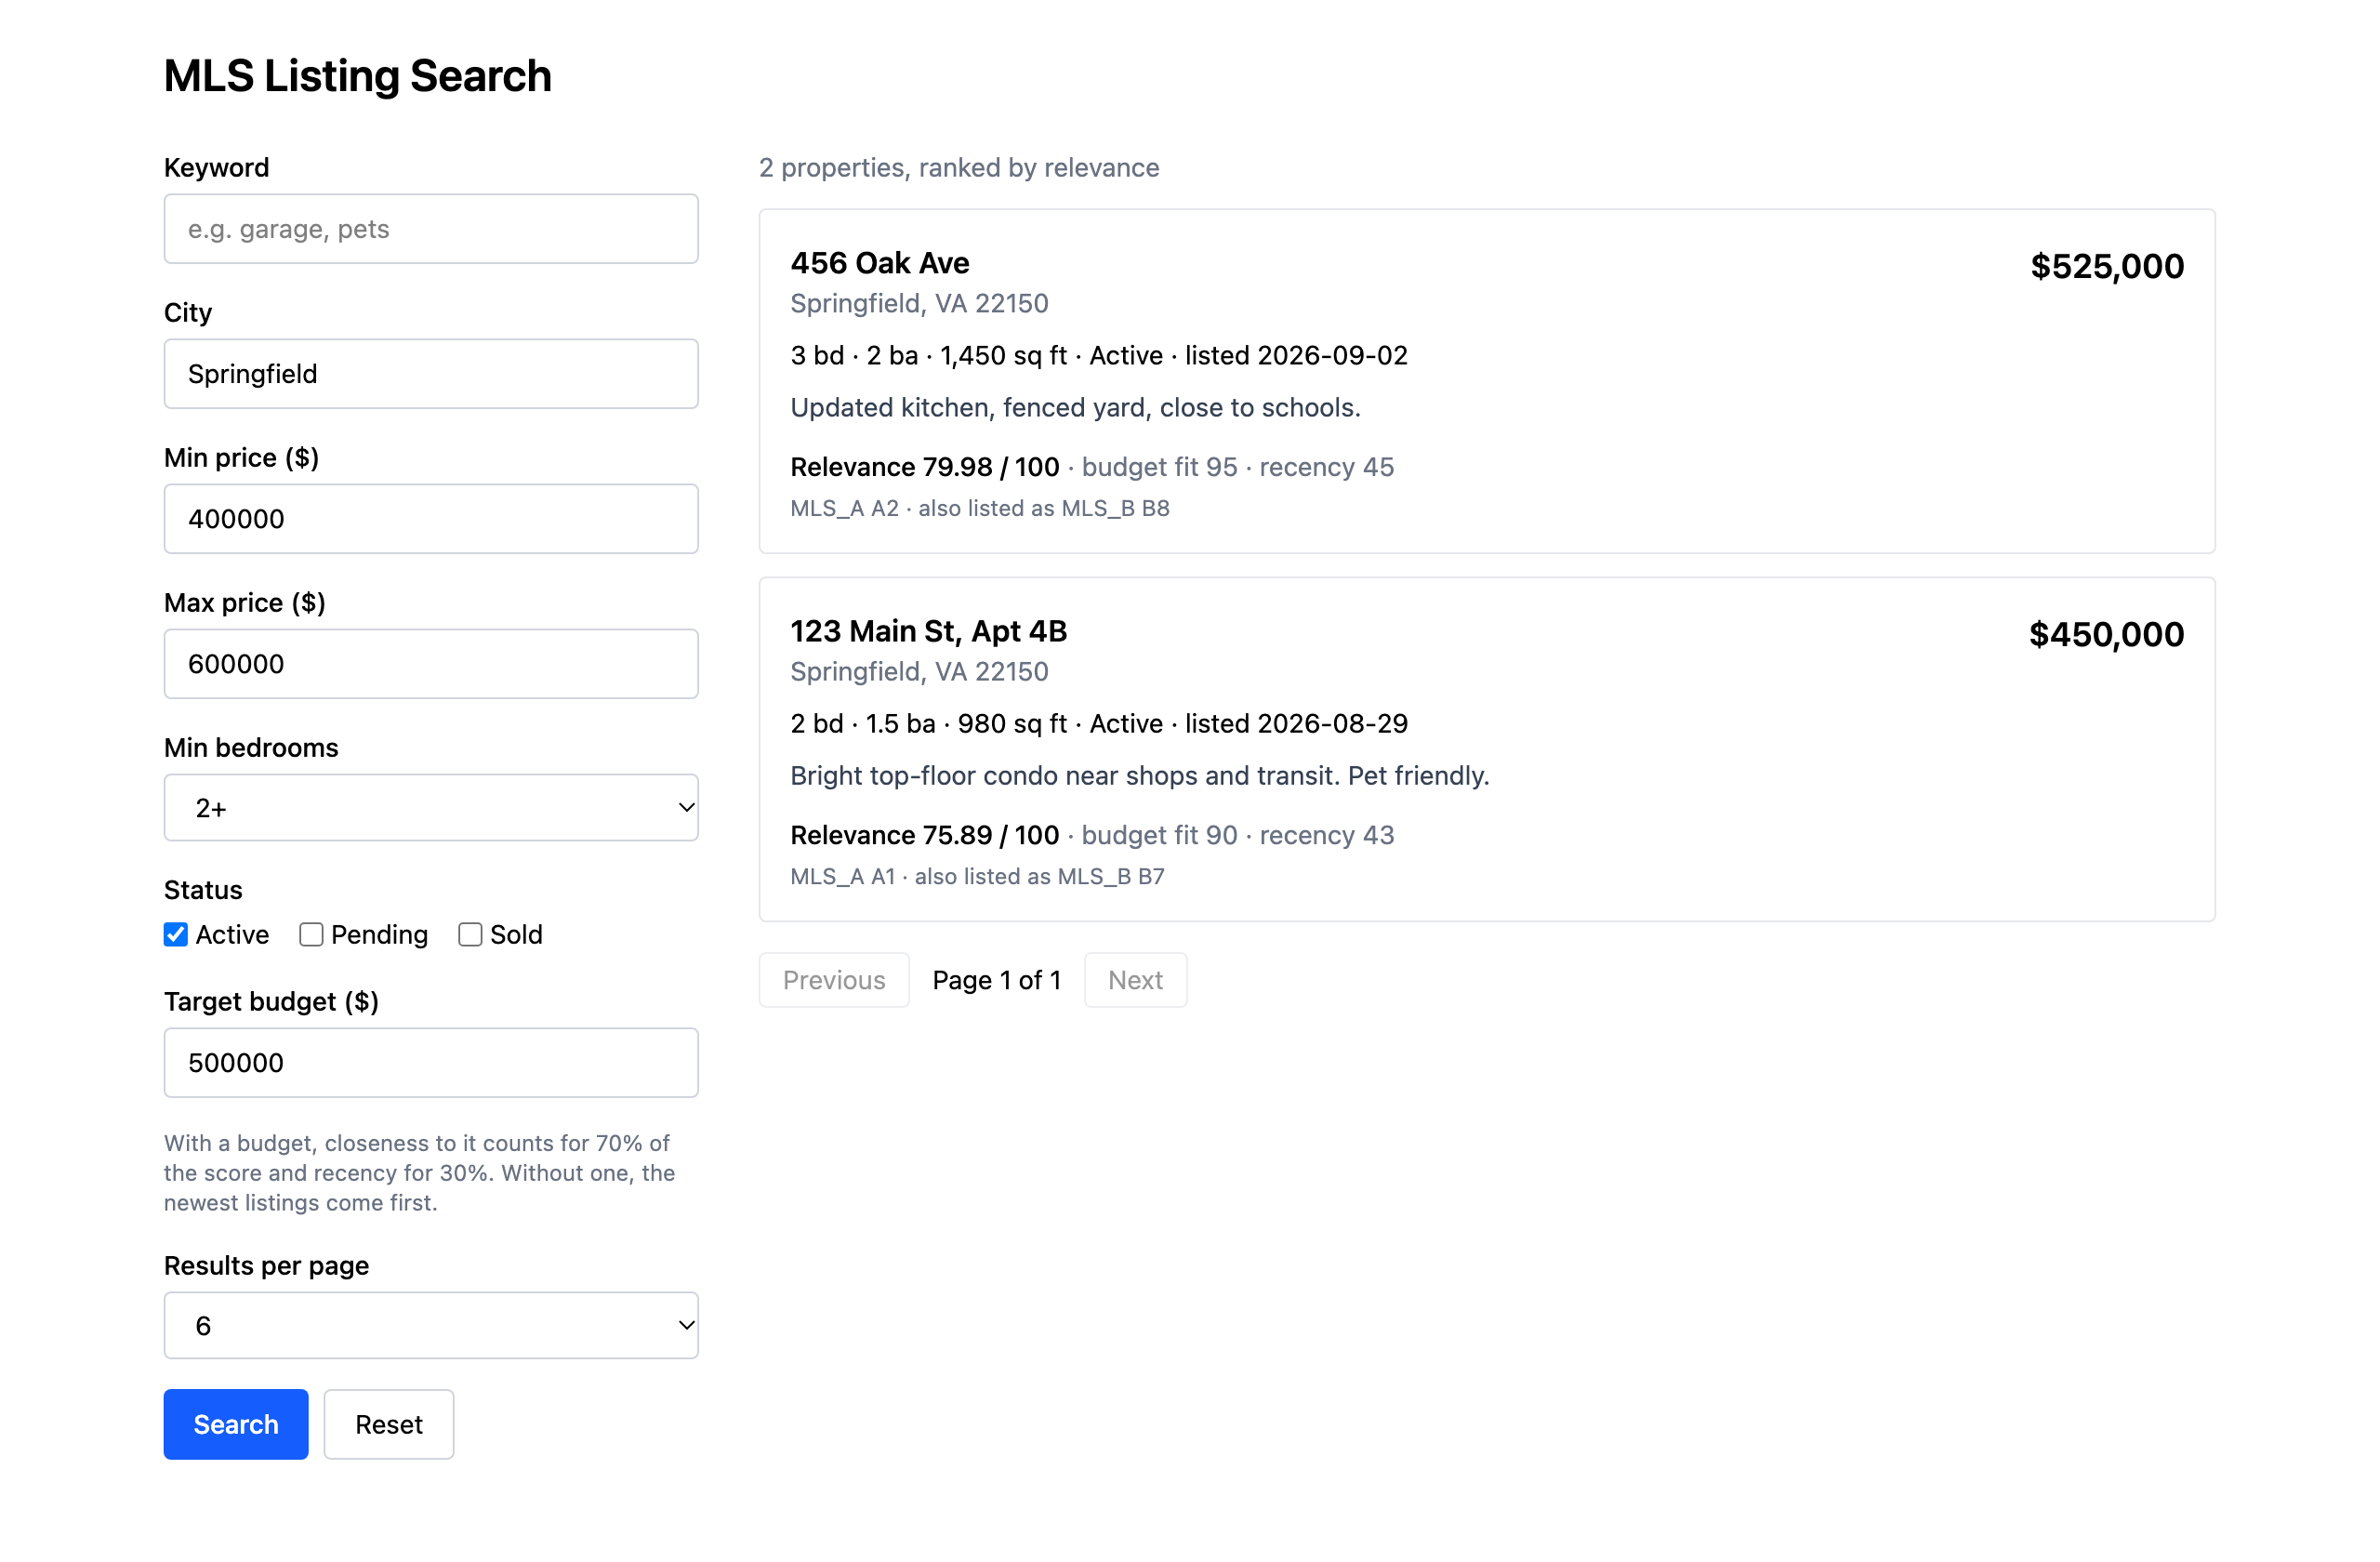 MLS Listing Search
Keyword
e.g. garage, pets
City
Springfield
Min price ($)
400000
Max price ($)
600000
Min bedrooms
2+
Status
Active Pending Sold
Target budget ($)
500000
With a budget, closeness to it counts for 70% of
the score and recency for 30%. Without one, the
newest listings come first.
Results per page
6
Search Reset
2 properties, ranked by relevance
456 Oak Ave $525,000
Springfield, VA 22150
3 bd · 2 ba · 1,450 sq ft · Active · listed 2026-09-02
Updated kitchen, fenced yard, close to schools.
Relevance 79.98 / 100 · budget fit 95 · recency 45
MLS_A A2 · also listed as MLS_B B8
123 Main St, Apt 4B $450,000
Springfield, VA 22150
2 bd · 1.5 ba · 980 sq ft · Active · listed 2026-08-29
Bright top-floor condo near shops and transit. Pet friendly.
Relevance 75.89 / 100 · budget fit 90 · recency 43
MLS_A A1 · also listed as MLS_B B7
Previous Page 1 of 1 Next